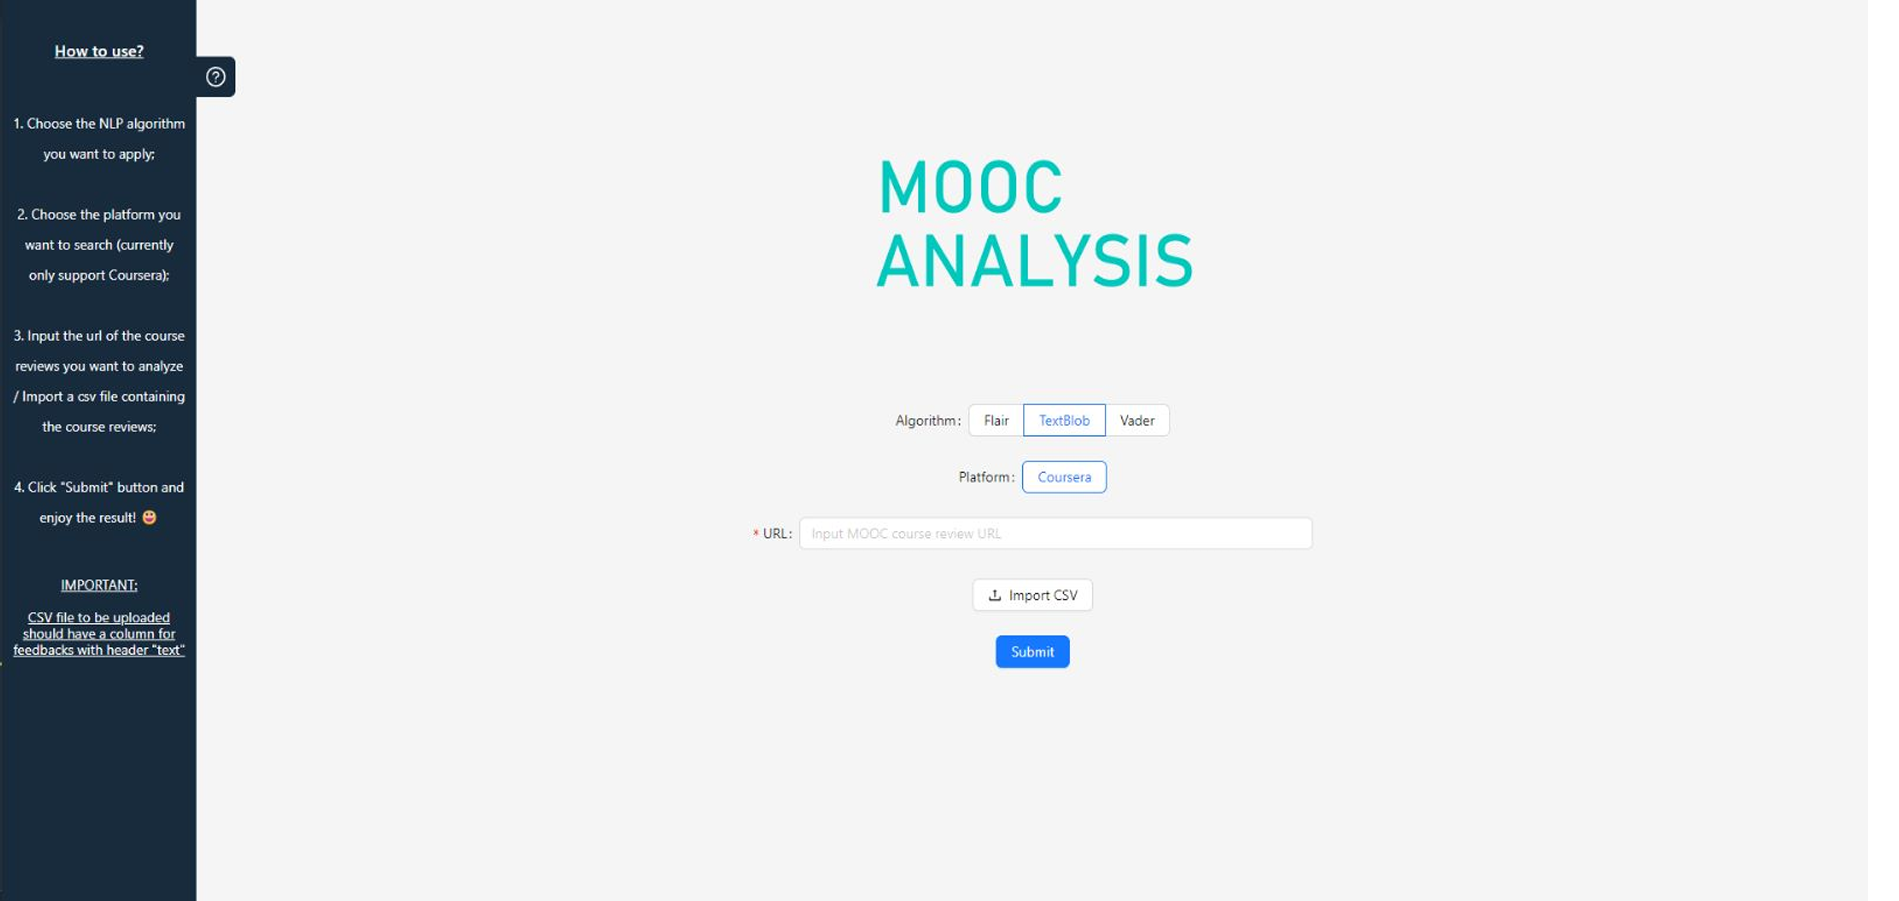 How to use?
1. Choose the NLP algorithm
you want to apply;
2. Choose the platform you
want to search (currently
only support Coursera);
3. Input the url of the course
reviews you want to analyze
/ Import a csv file containing
the course reviews;
4. Click "Submit" button and
enjoy the result! 😀
IMPORTANT:
CSV file to be uploaded
should have a column for
feedbacks with header "text"
MOOC
ANALYSIS
Algorithm: Flair TextBlob Vader
Platform: Coursera
* URL: Input MOOC course review URL
Import CSV
Submit